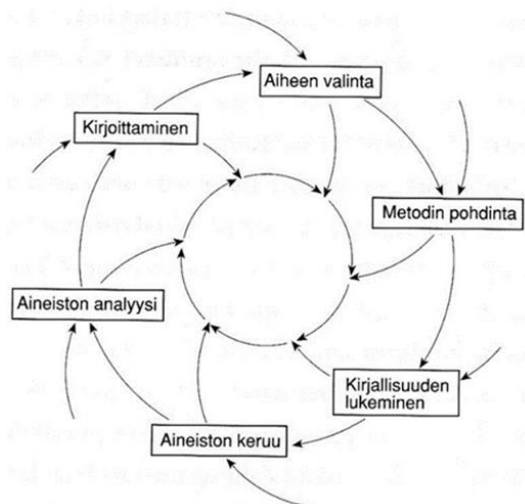 Aiheen valinta
Kirjoittaminen
Metodin pohdinta
Aineiston analyysi
Kirjallisuuden
lukeminen
Aineiston keruu